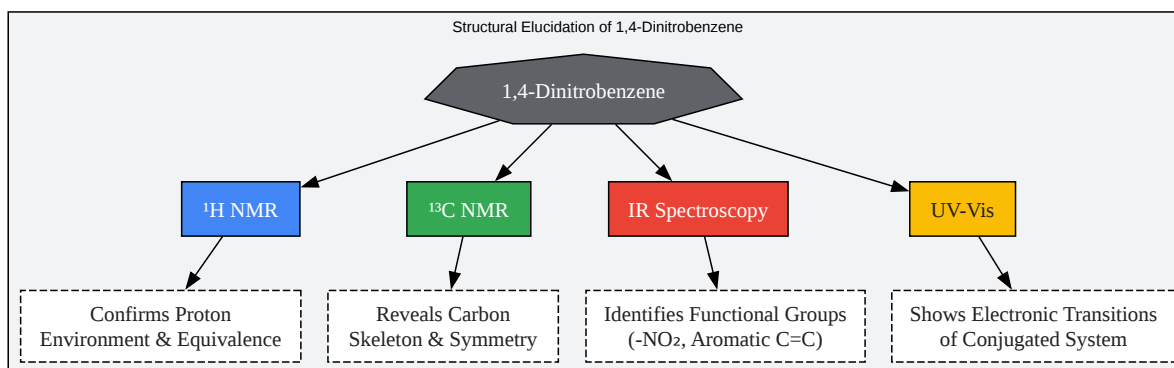 Structural Elucidation of 1,4-Dinitrobenzene
1,4-Dinitrobenzene
¹H NMR
¹³C NMR
IR Spectroscopy
UV-Vis
Confirms Proton
Environment & Equivalence
Reveals Carbon
Skeleton & Symmetry
Identifies Functional Groups
(-NO₂, Aromatic C=C)
Shows Electronic Transitions
of Conjugated System